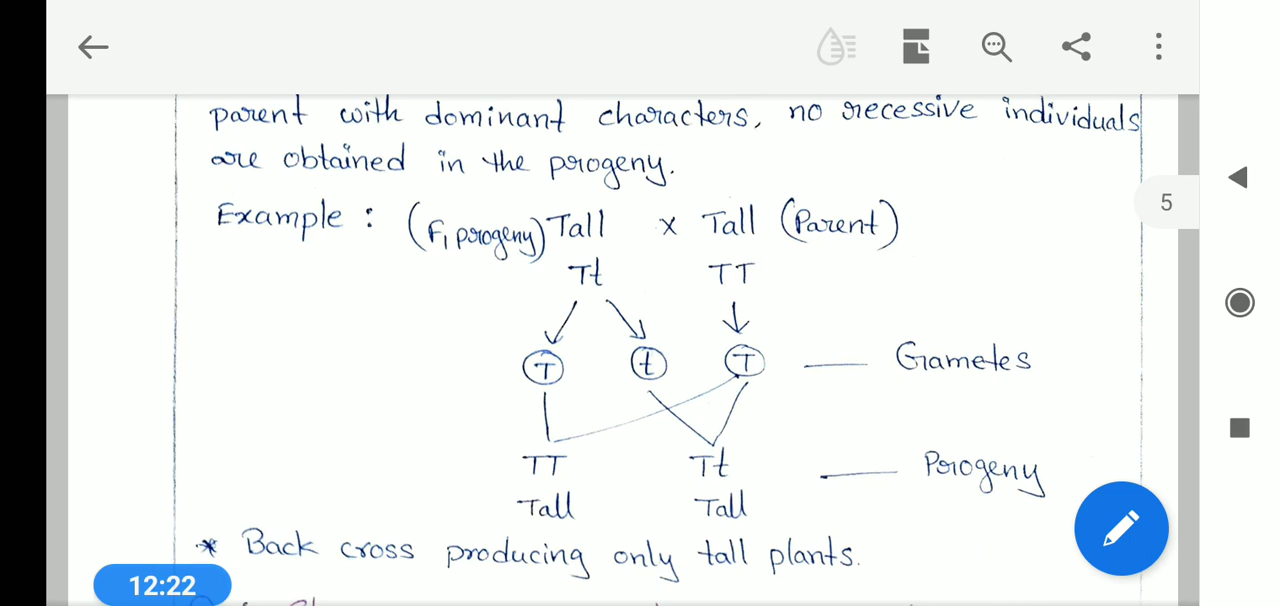 parent with dominant characters, no recessive individuals
are obtained in the progeny.
Example : (F₁ progeny) Tall x Tall (Parent)
Tt TT
T t T — Gametes
TT Tt — Progeny
Tall Tall
* Back cross producing only tall plants.
5
12:22